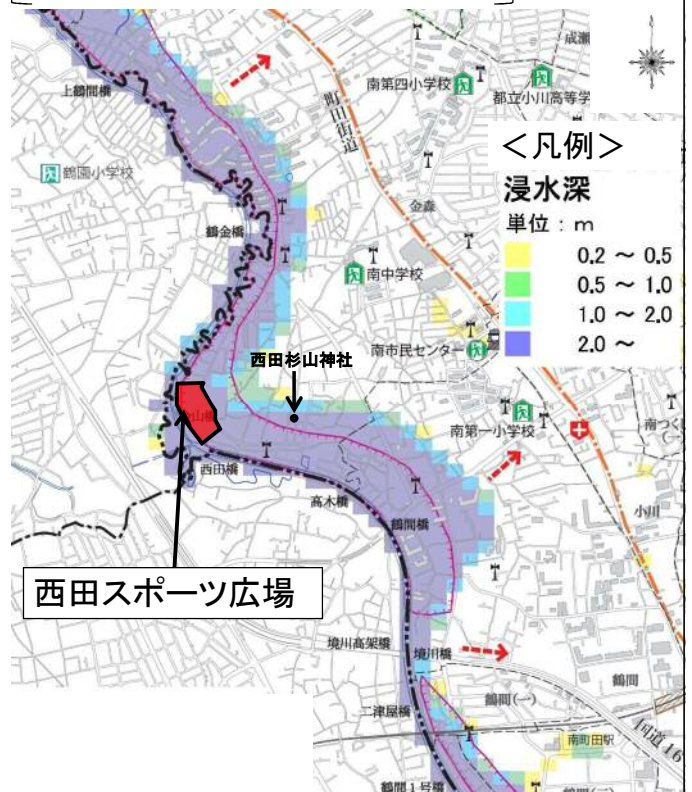 成瀬
上鶴間橋
南第四小学校
都立小川高等学
町田街道
<凡例>
浸水深
単位：m
0.2 ～ 0.5
0.5 ～ 1.0
1.0 ～ 2.0
2.0 ～
鶴園小学校
金森
鶴金橋
南中学校
南市民センター
西田杉山神社
南第一小学校
南つく
西田橋
高木橋
鶴間橋
小川
西田スポーツ広場
境川高架橋
境川橋
鶴間
鶴間(一)
二津屋橋
国道16
南町田駅
鶴間1号橋
鶴間(二)